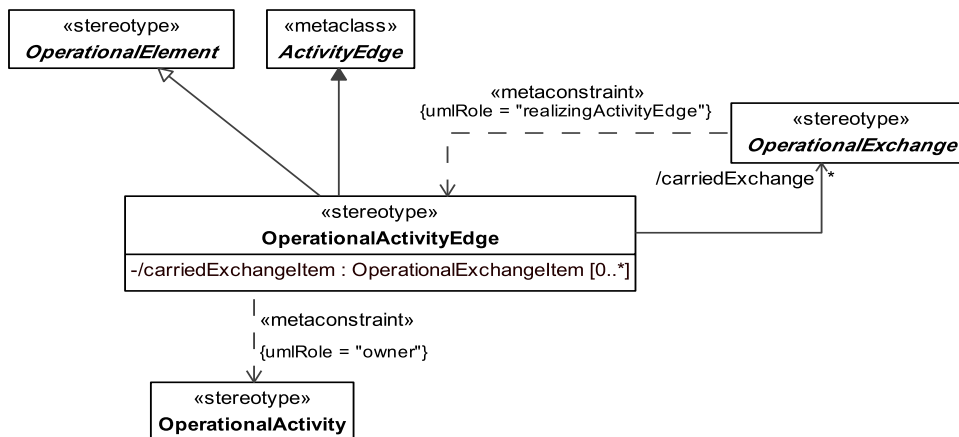 «stereotype»
OperationalElement
«metaclass»
ActivityEdge
«metaconstraint»
{umlRole = "realizingActivityEdge"}
«stereotype»
OperationalExchange
/carriedExchange *
«stereotype»
OperationalActivityEdge
-/carriedExchangeItem : OperationalExchangeItem [0..*]
«metaconstraint»
{umlRole = "owner"}
«stereotype»
OperationalActivity